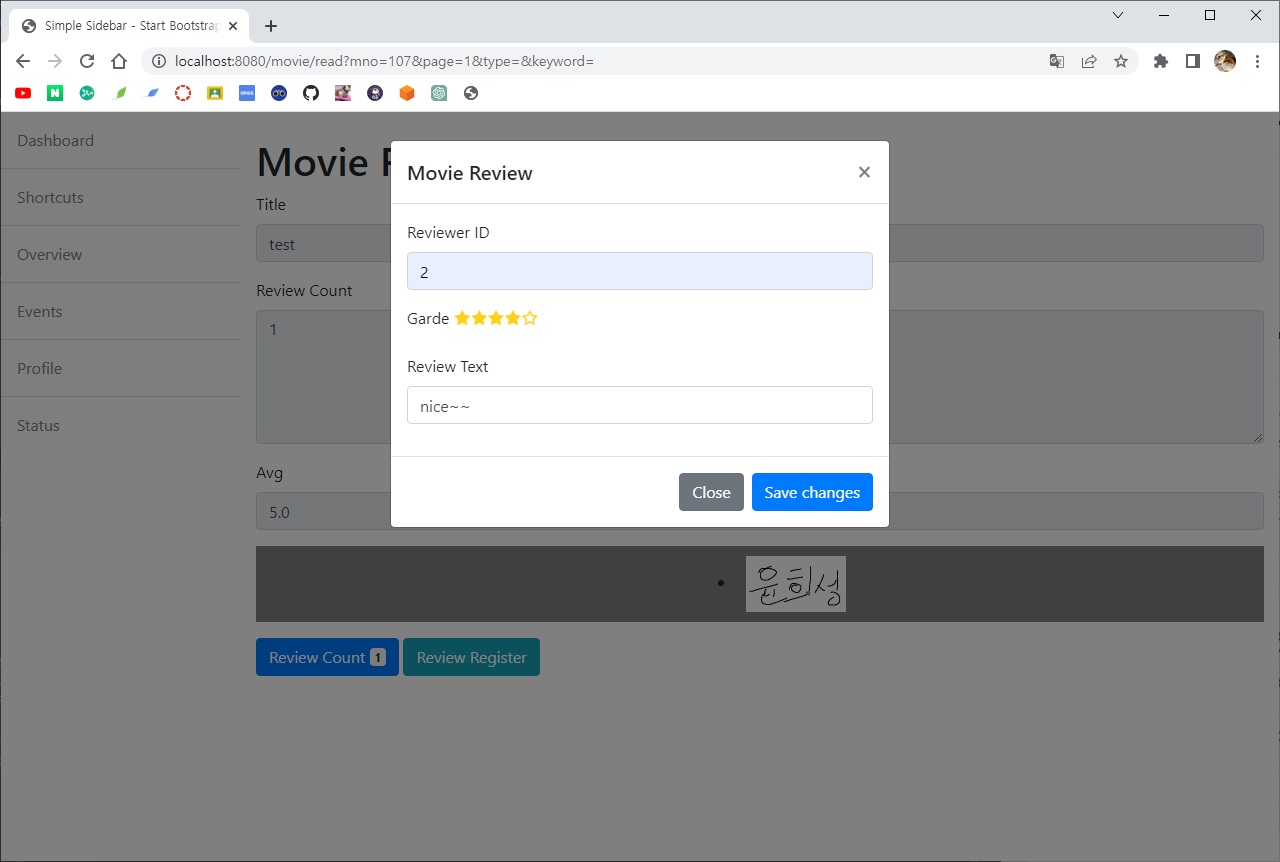 Simple Sidebar - Start Bootstrap
localhost:8080/movie/read?mno=107&page=1&type=&keyword=
Dashboard
Shortcuts
Overview
Events
Profile
Status
Movie
Title
test
Review Count
1
Avg
5.0
Movie Review
×
Reviewer ID
2
Garde
Review Text
nice~~
Close
Save changes
윤희성
Review Count 1
Review Register